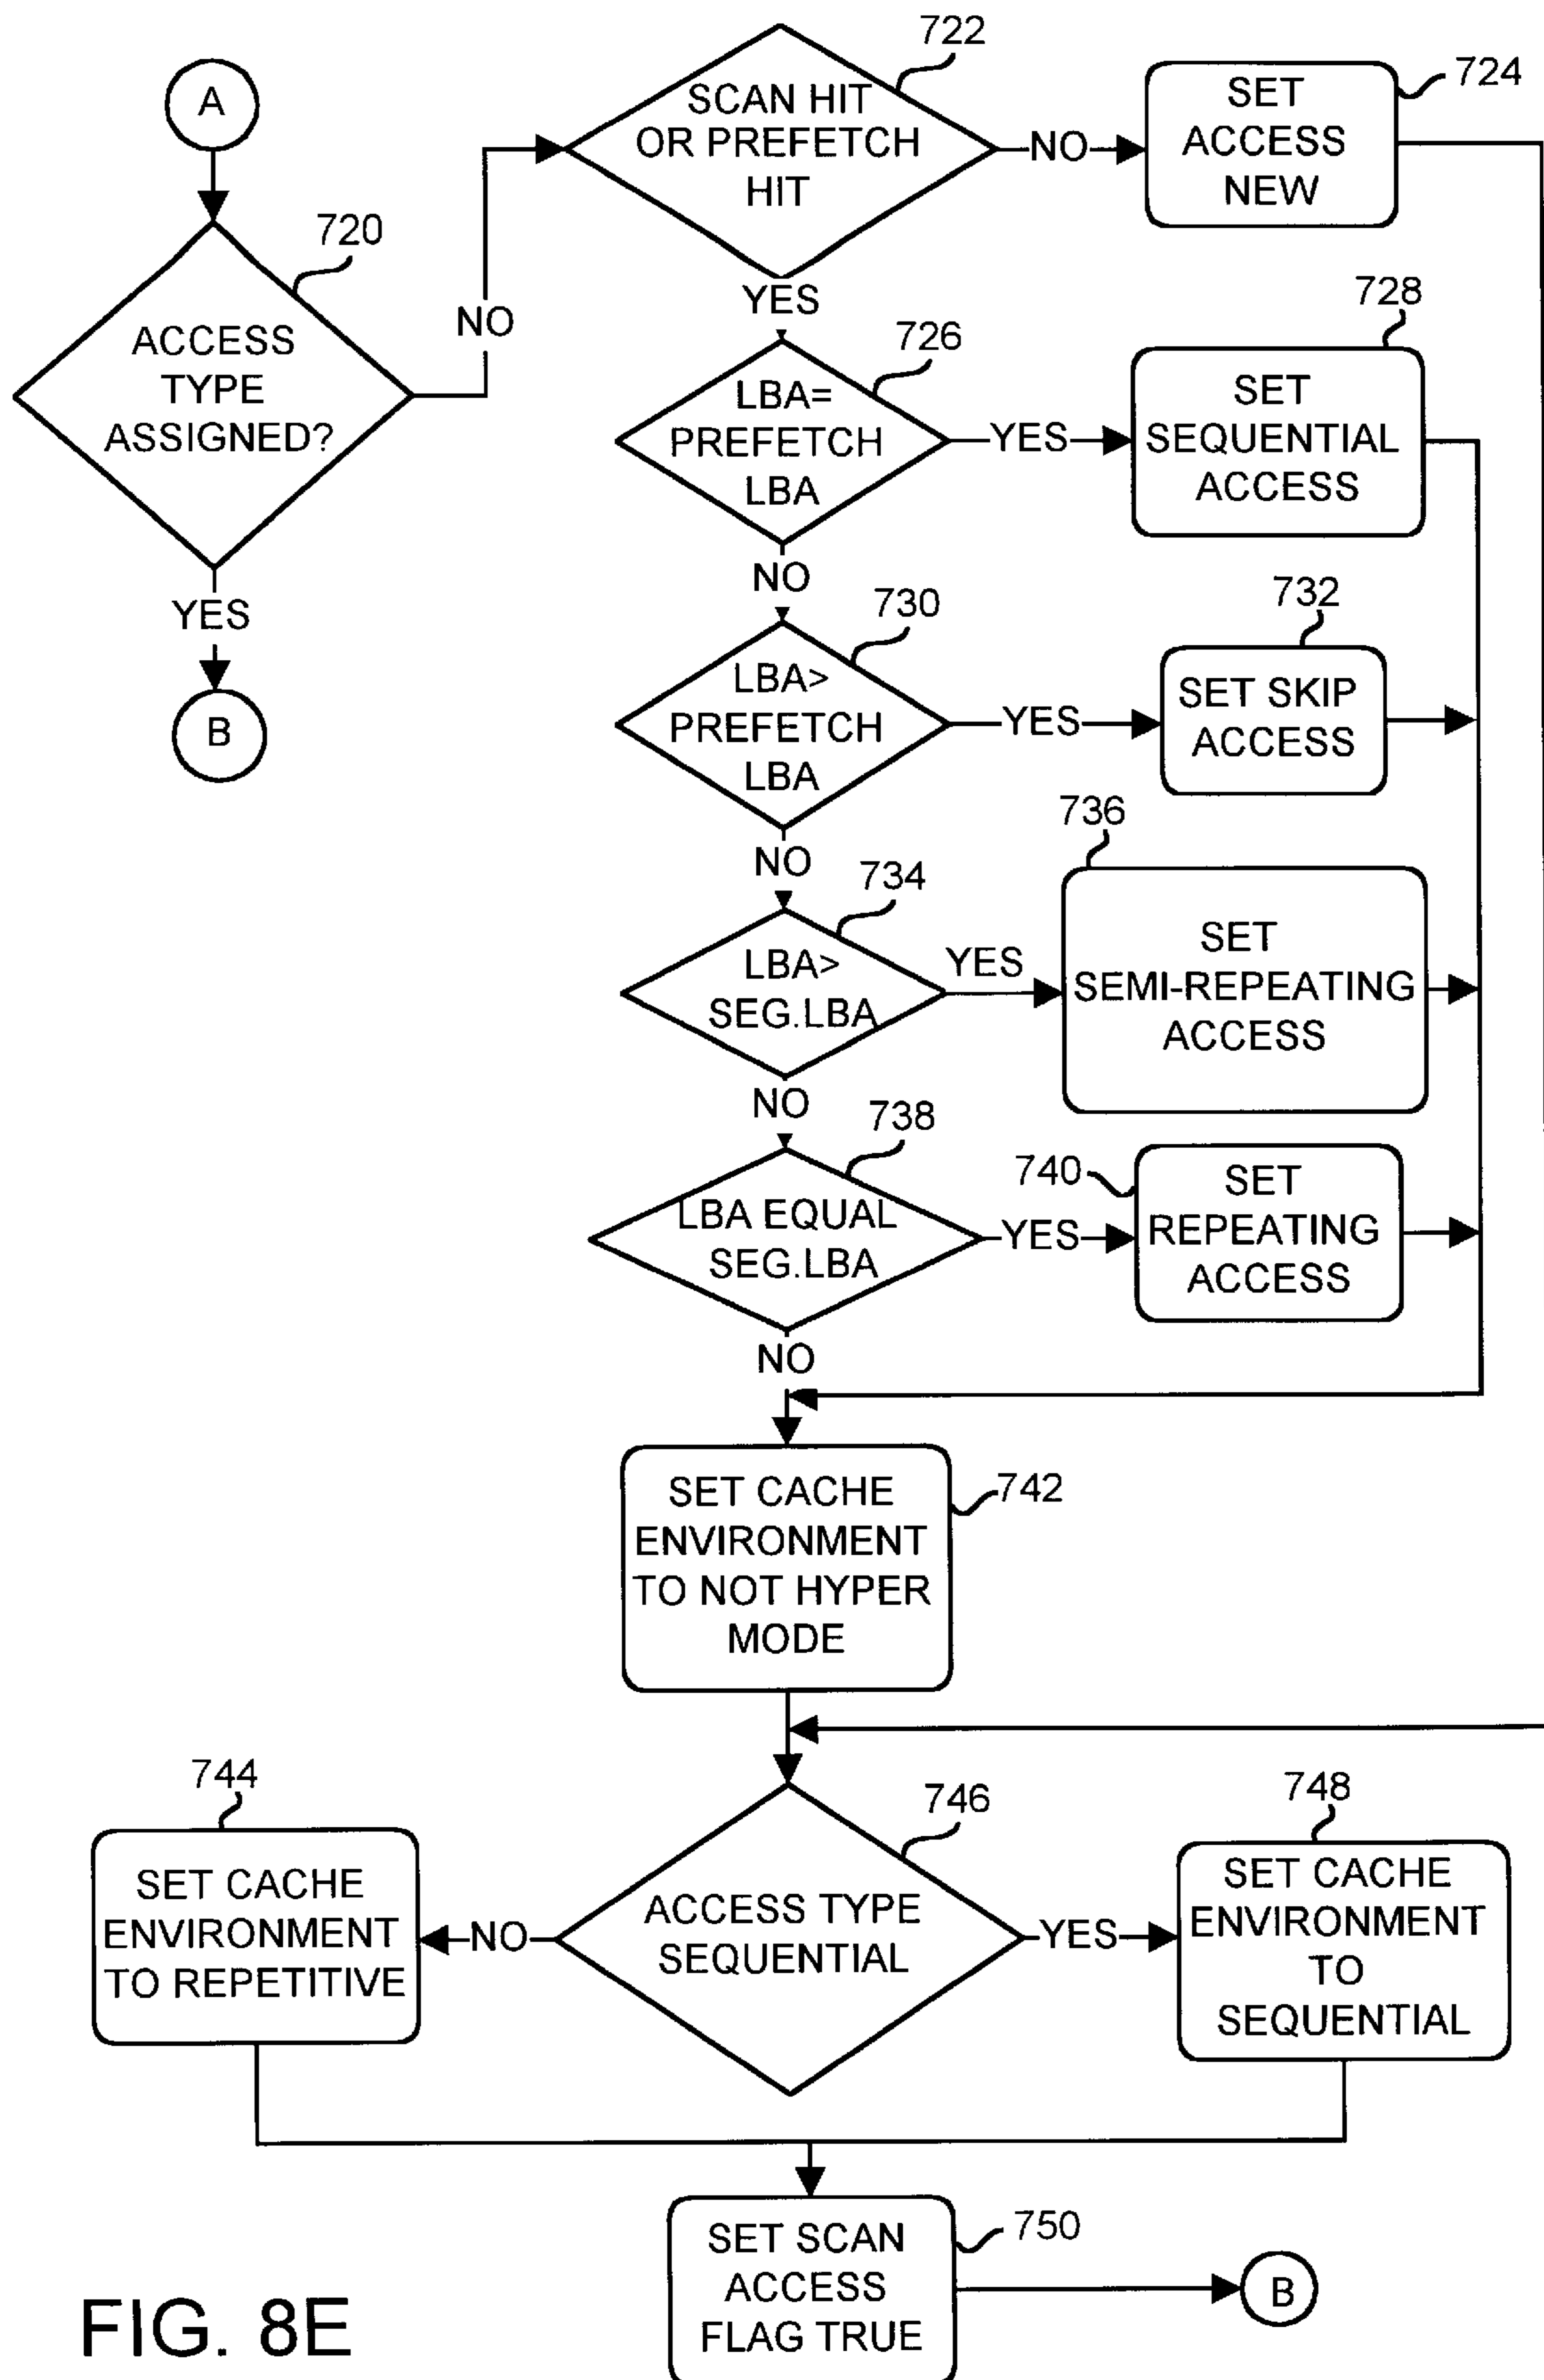 A
720
ACCESS
TYPE
ASSIGNED?
NO
YES
B
722
SCAN HIT
OR PREFETCH
HIT
NO
724
SET
ACCESS
NEW
YES
726
LBA=
PREFETCH
LBA
YES
728
SET
SEQUENTIAL
ACCESS
NO
730
LBA>
PREFETCH
LBA
YES
732
SET SKIP
ACCESS
NO
734
LBA>
SEG.LBA
YES
736
SET
SEMI-REPEATING
ACCESS
NO
738
LBA EQUAL
SEG.LBA
YES
740
SET
REPEATING
ACCESS
NO
742
SET CACHE
ENVIRONMENT
TO NOT HYPER
MODE
744
SET CACHE
ENVIRONMENT
TO REPETITIVE
NO
746
ACCESS TYPE
SEQUENTIAL
YES
748
SET CACHE
ENVIRONMENT
TO
SEQUENTIAL
750
SET SCAN
ACCESS
FLAG TRUE
B
FIG. 8E